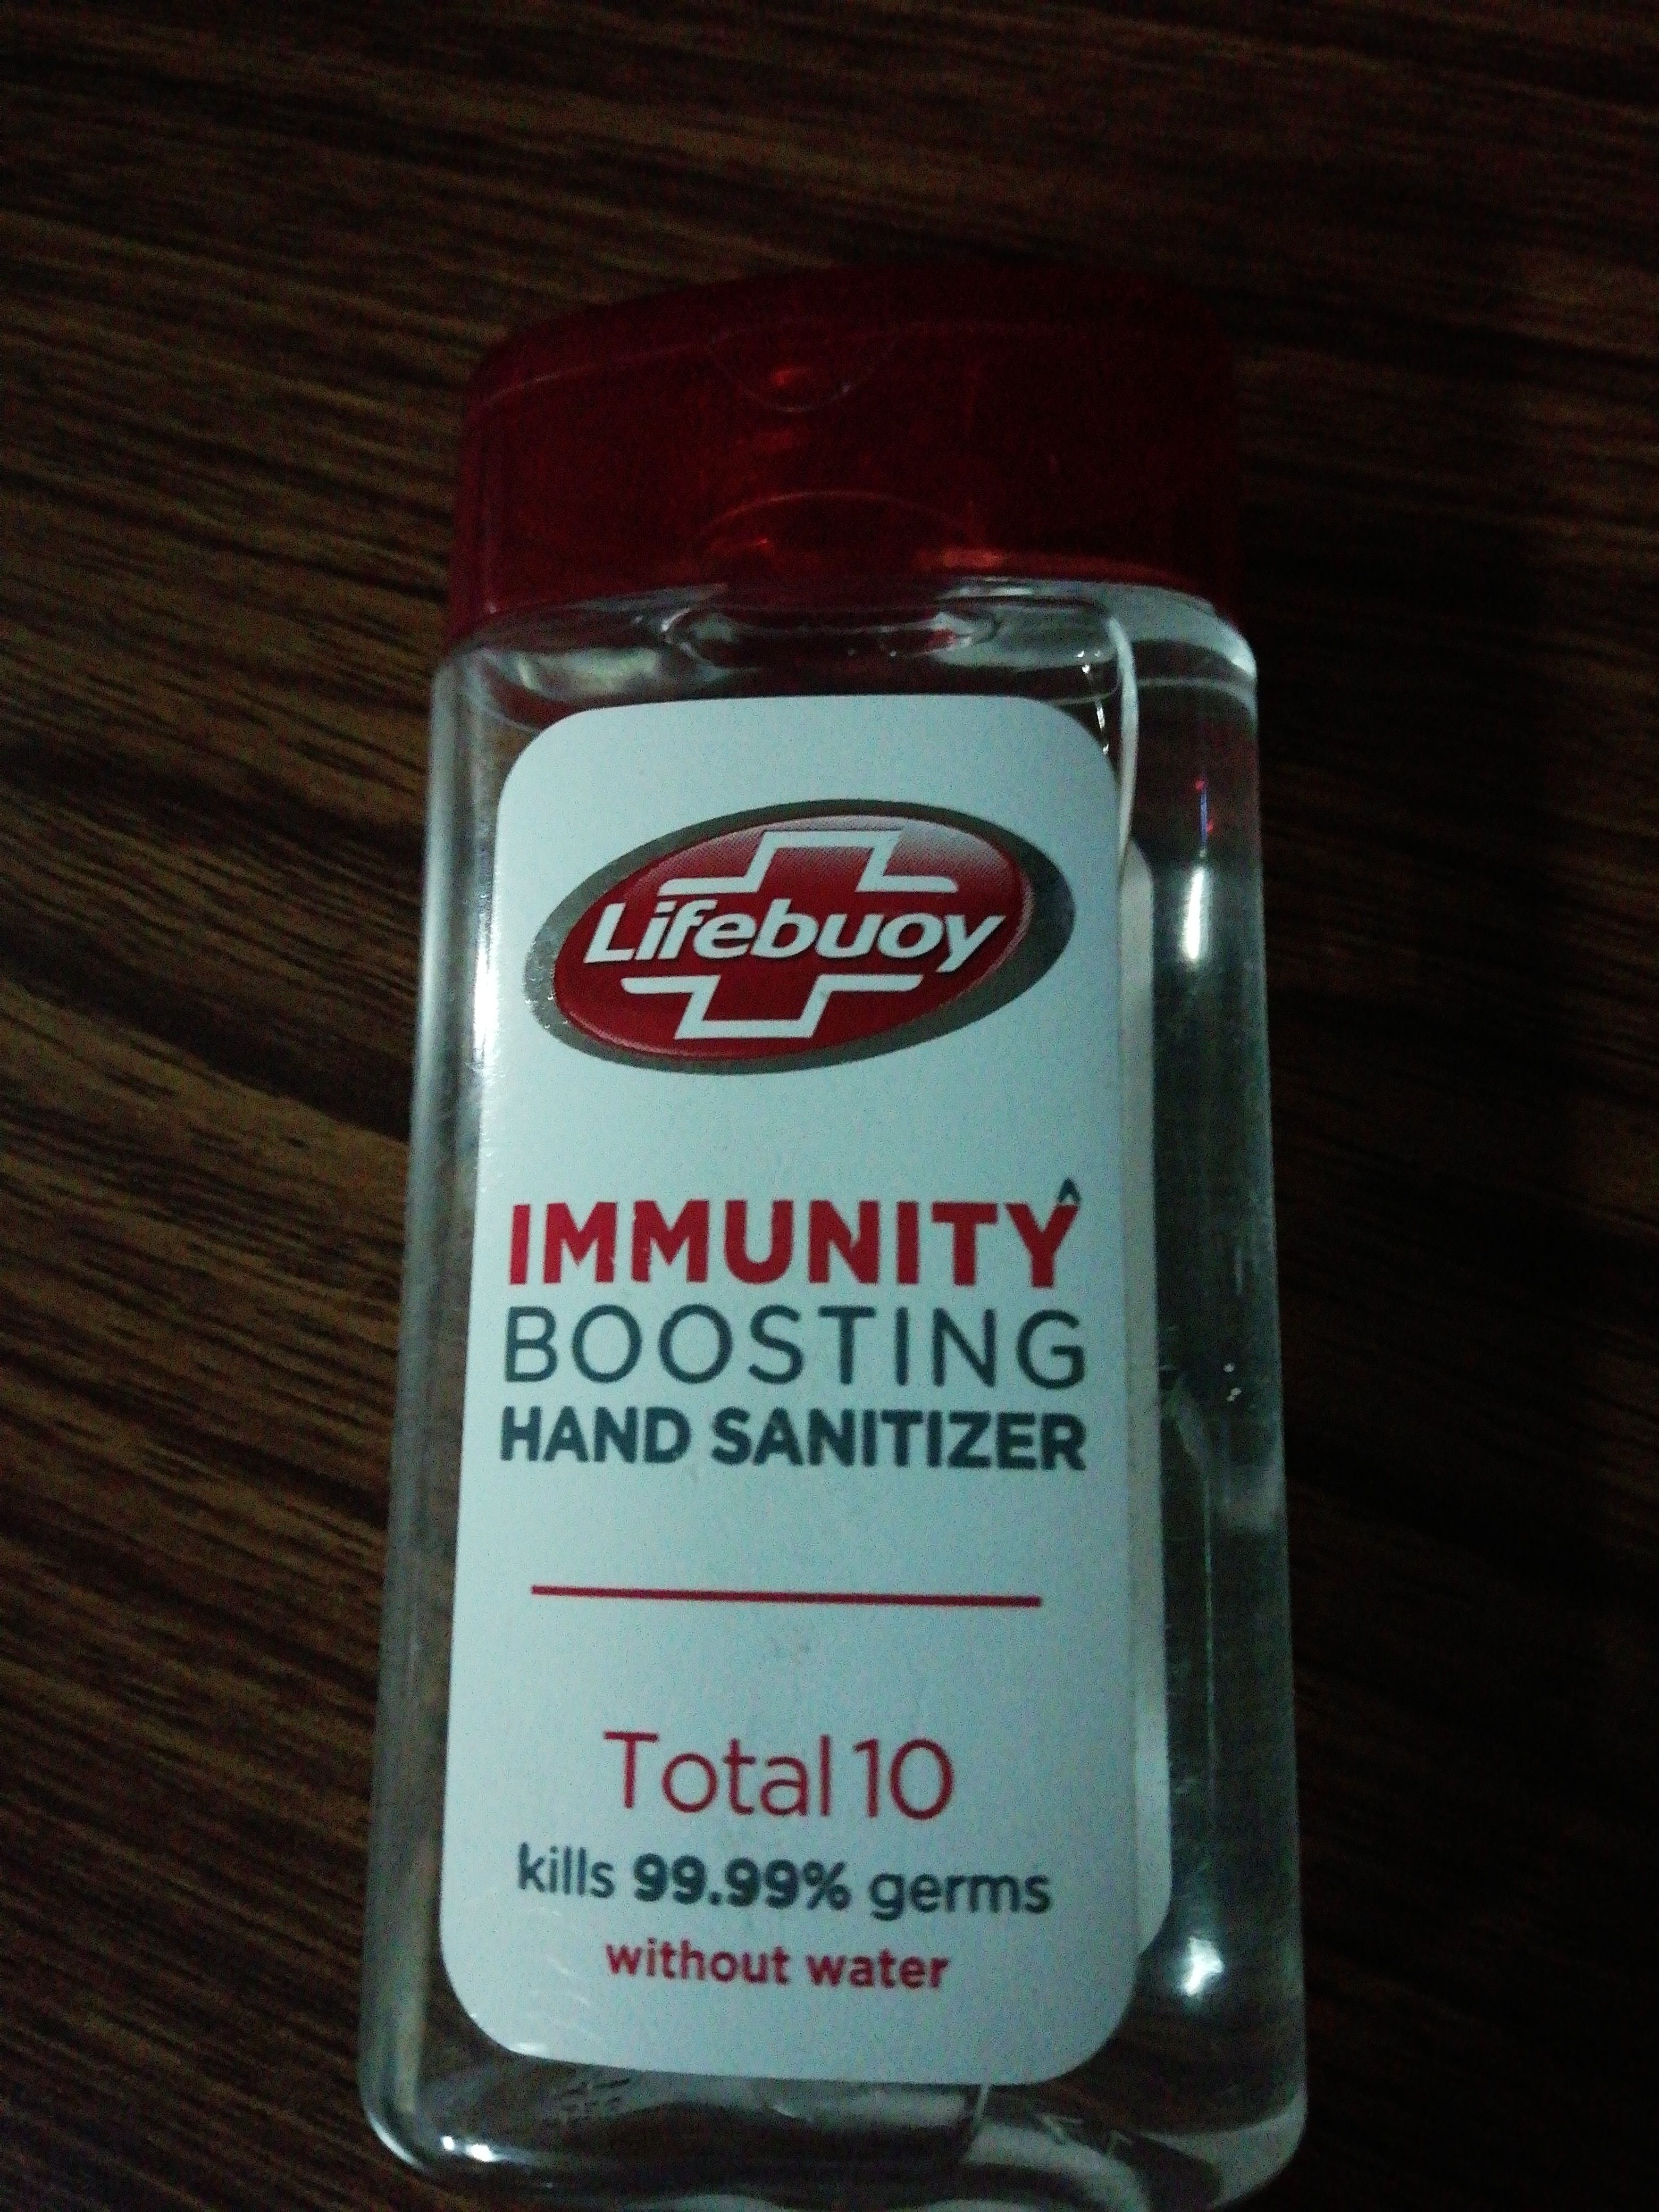 Lifebuoy
IMMUNITY^
BOOSTING
HAND SANITIZER
Total 10
kills 99.99% germs
without water